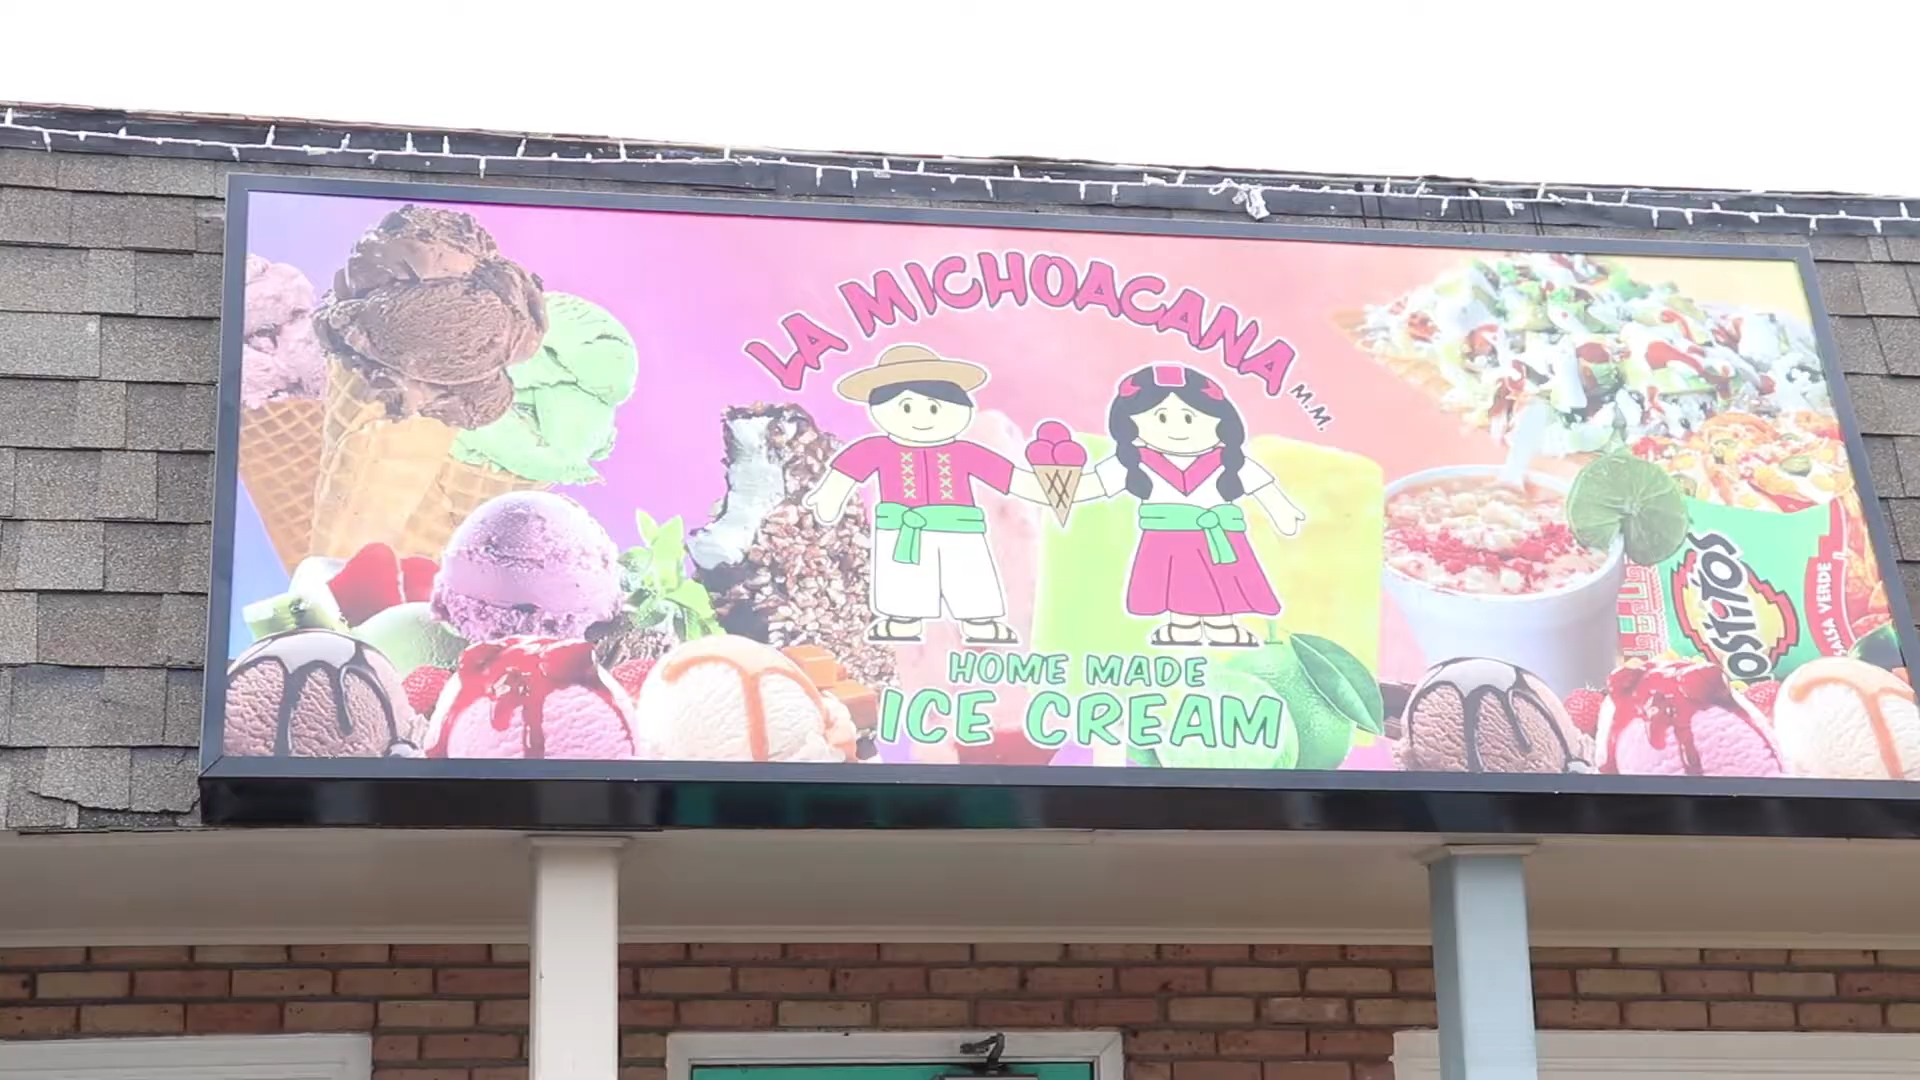 LA MICHOACANA M.M.
HOME MADE
ICE CREAM
TOSTITOS
SALSA VERDE